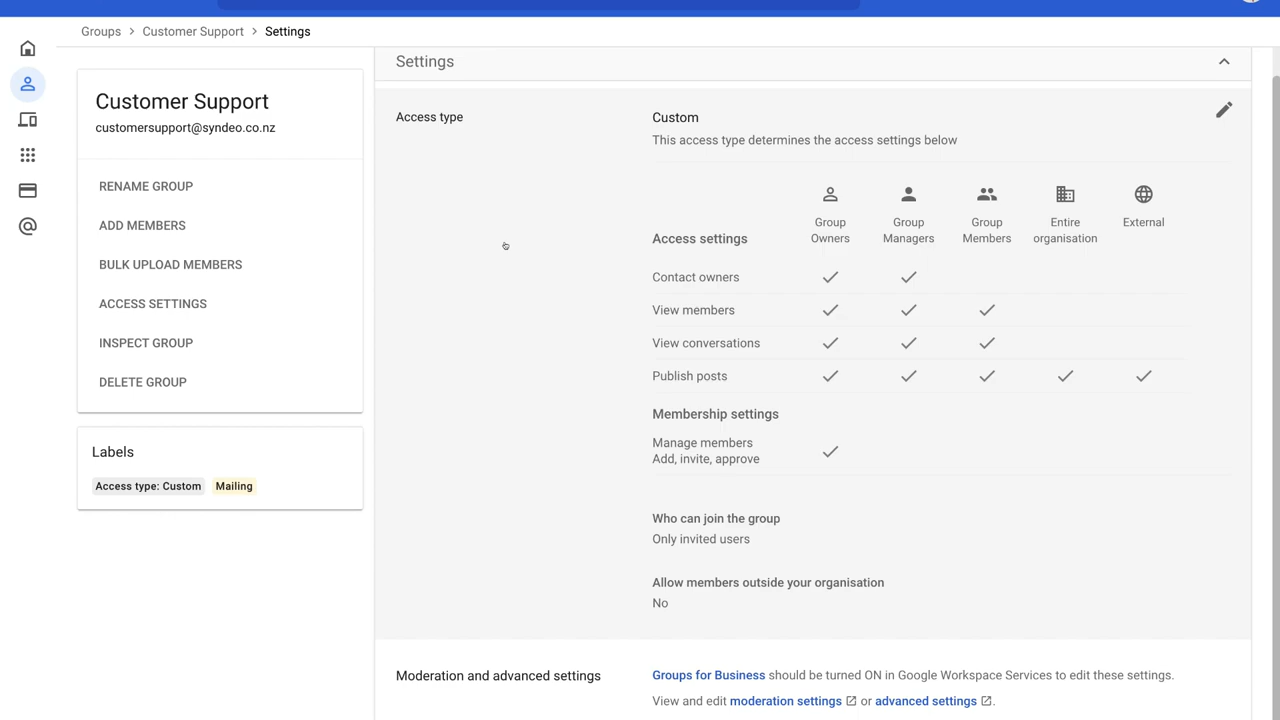 Groups > Customer Support > Settings
Customer Support
customersupport@syndeo.co.nz
RENAME GROUP
ADD MEMBERS
BULK UPLOAD MEMBERS
ACCESS SETTINGS
INSPECT GROUP
DELETE GROUP
Labels
Access type: Custom Mailing
Settings
Access type
Custom
This access type determines the access settings below
Access settings
Group
Owners
Group
Managers
Group
Members
Entire
organisation
External
Contact owners
View members
View conversations
Publish posts
Membership settings
Manage members
Add, invite, approve
Who can join the group
Only invited users
Allow members outside your organisation
No
Moderation and advanced settings
Groups for Business should be turned ON in Google Workspace Services to edit these settings.
View and edit moderation settings or advanced settings.